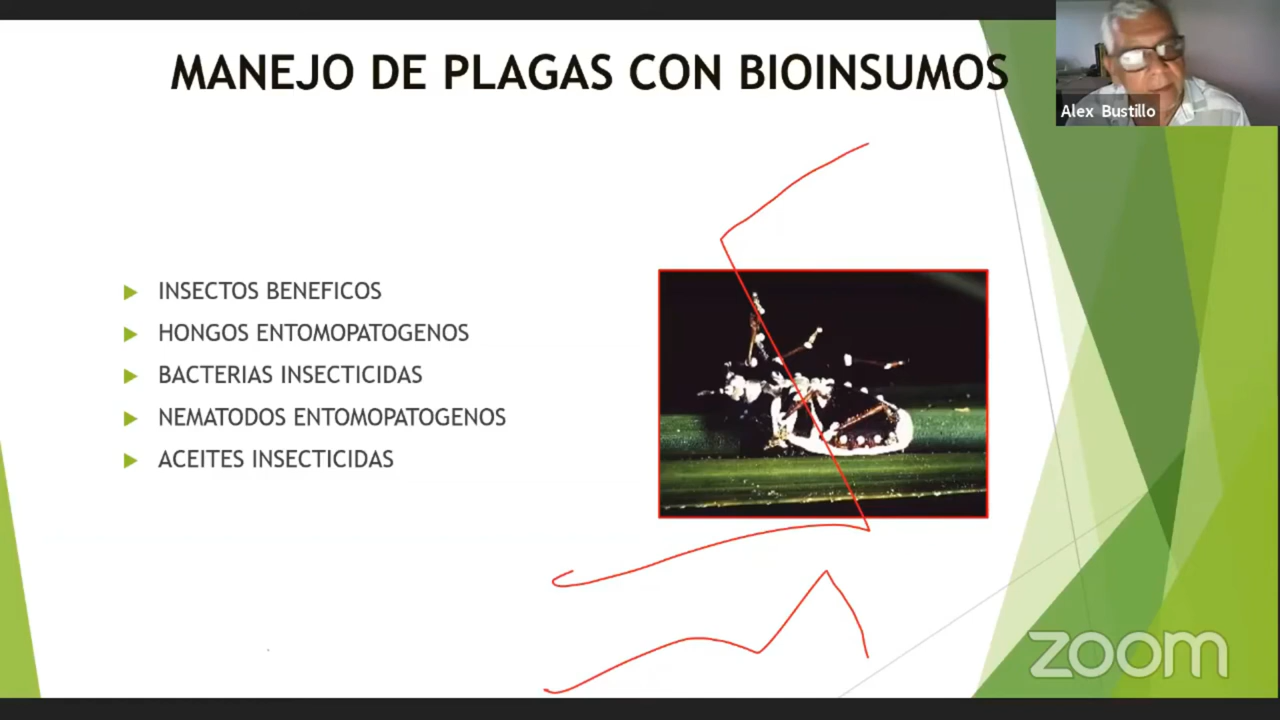 MANEJO DE PLAGAS CON BIOINSUMOS
Alex Bustillo
INSECTOS BENEFICOS
HONGOS ENTOMOPATOGENOS
BACTERIAS INSECTICIDAS
NEMATODOS ENTOMOPATOGENOS
ACEITES INSECTICIDAS
zoom